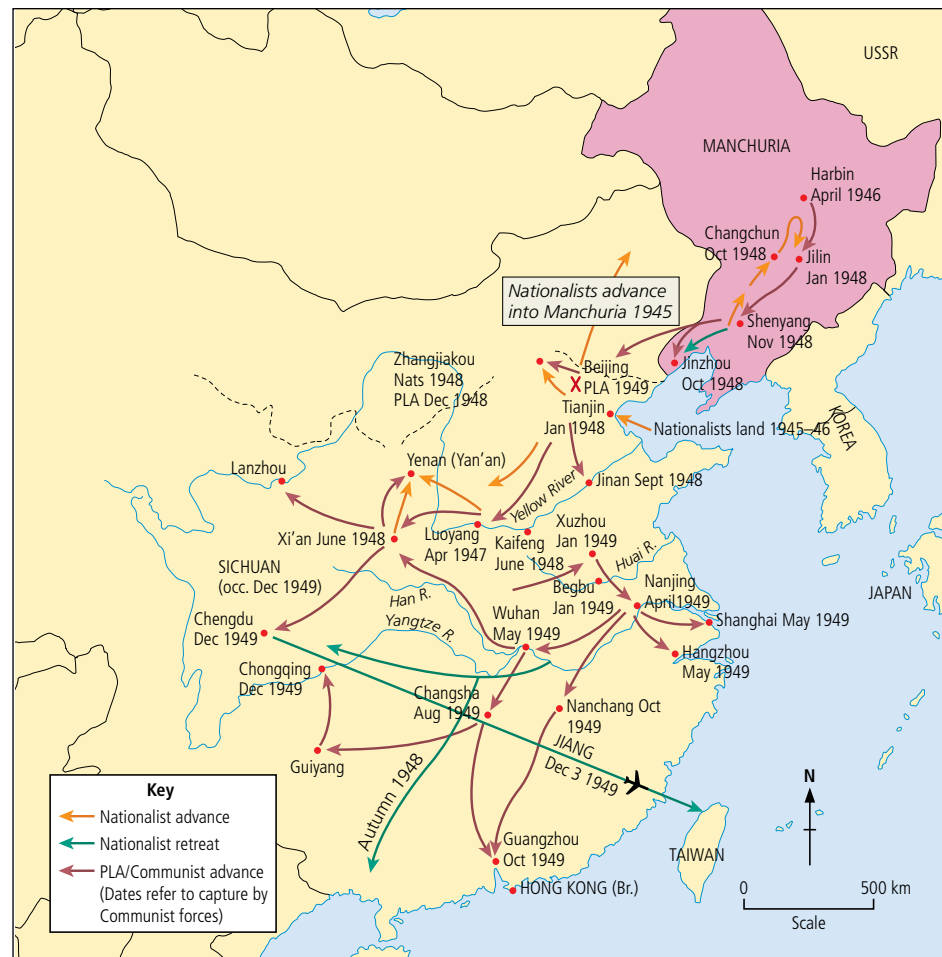 USSR
MANCHURIA
Harbin
April 1946
Changchun
Oct 1948
Jilin
Jan 1948
Nationalists advance
into Manchuria 1945
Shenyang
Nov 1948
Zhangjiakou
Nats 1948
PLA Dec 1948
Beijing
PLA 1949
X
Jinzhou
Oct 1948
Tianjin
Jan 1948
Nationalists land 1945–46
KOREA
Lanzhou
Yenan (Yan'an)
Yellow River
Jinan Sept 1948
Xi'an June 1948
Luoyang
Apr 1947
Kaifeng
June 1948
Xuzhou
Jan 1949
Huai R.
SICHUAN
(occ. Dec 1949)
Han R.
Begbu
Jan 1949
Nanjing
April1949
JAPAN
Chengdu
Dec 1949
Yangtze R.
Wuhan
May 1949
Shanghai May 1949
Chongqing
Dec 1949
Hangzhou
May 1949
Changsha
Aug 1949
Nanchang Oct
1949
Guiyang
JIANG
Dec 3 1949
Autumn 1948
Key
Nationalist advance
Nationalist retreat
PLA/Communist advance
(Dates refer to capture by
Communist forces)
Guangzhou
Oct 1949
HONG KONG (Br.)
TAIWAN
N
0 500 km
Scale